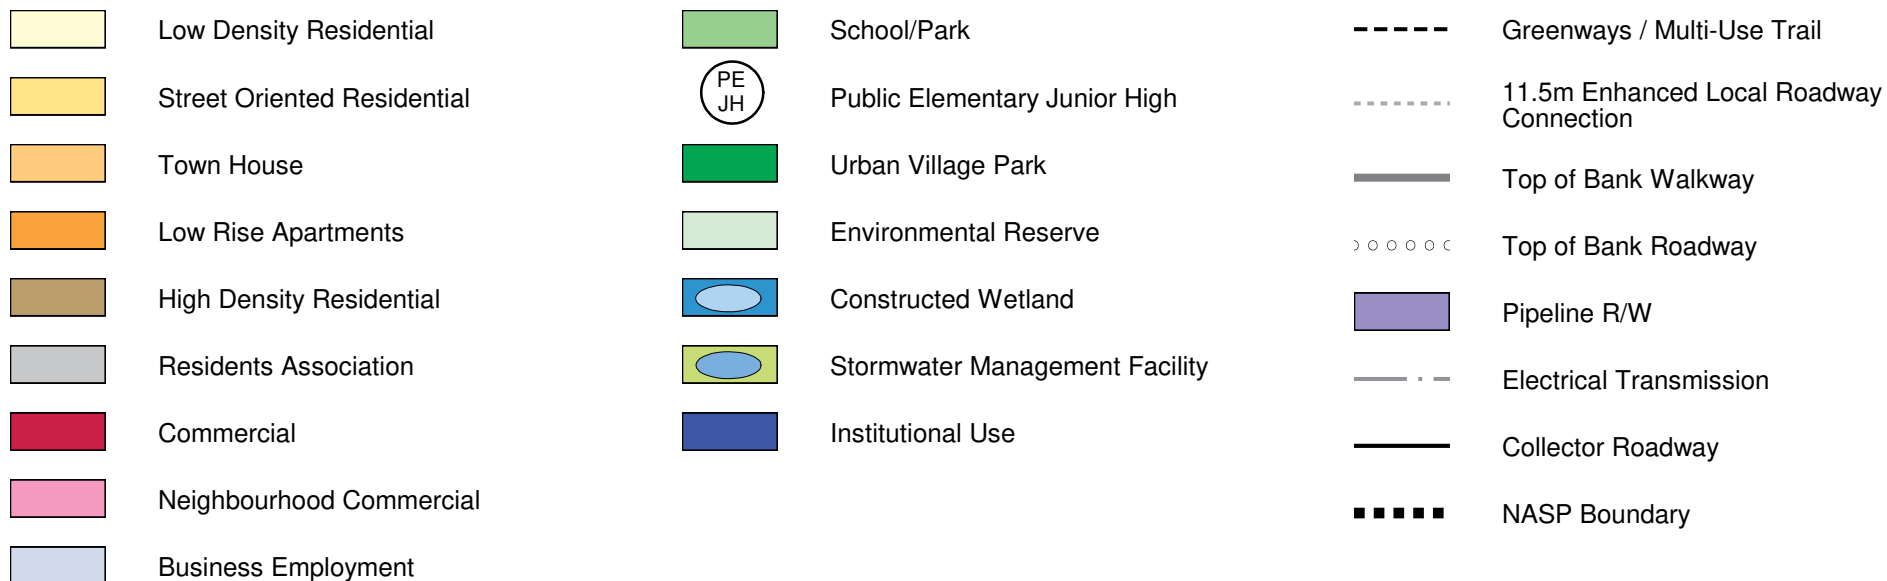 Low Density Residential
Street Oriented Residential
Town House
Low Rise Apartments
High Density Residential
Residents Association
Commercial
Neighbourhood Commercial
Business Employment
School/Park
PE
JH
Public Elementary Junior High
Urban Village Park
Environmental Reserve
Constructed Wetland
Stormwater Management Facility
Institutional Use
Greenways / Multi-Use Trail
11.5m Enhanced Local Roadway
Connection
Top of Bank Walkway
Top of Bank Roadway
Pipeline R/W
Electrical Transmission
Collector Roadway
NASP Boundary